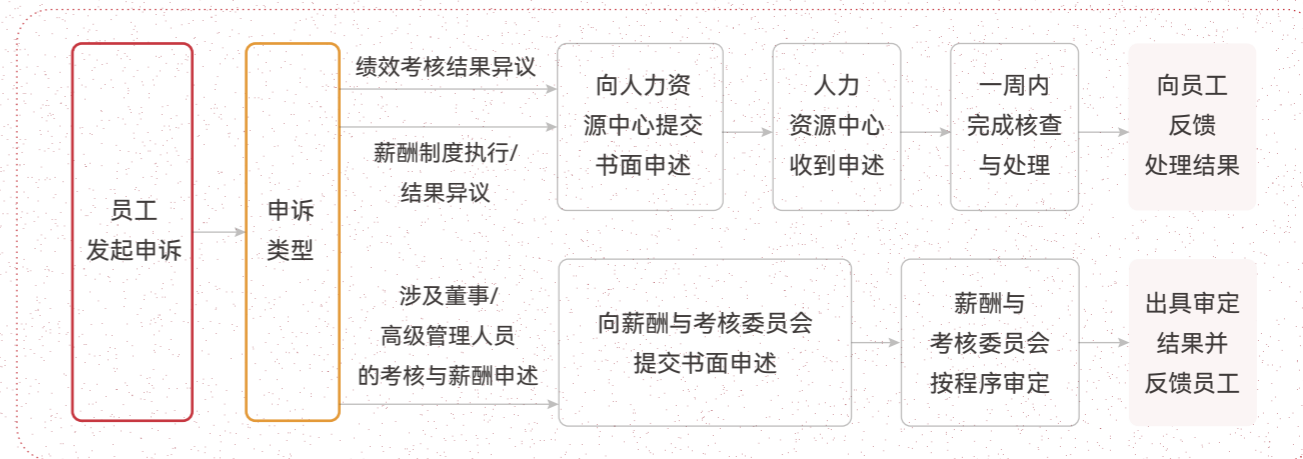 员工
发起申诉
申诉
类型
绩效考核结果异议
薪酬制度执行/
结果异议
向人力资
源中心提交
书面申述
人力
资源中心
收到申述
一周内
完成核查
与处理
向员工
反馈
处理结果
涉及董事/
高级管理人员
的考核与薪酬申述
向薪酬与考核委员会
提交书面申述
薪酬与
考核委员会
按程序审定
出具审定
结果并
反馈员工